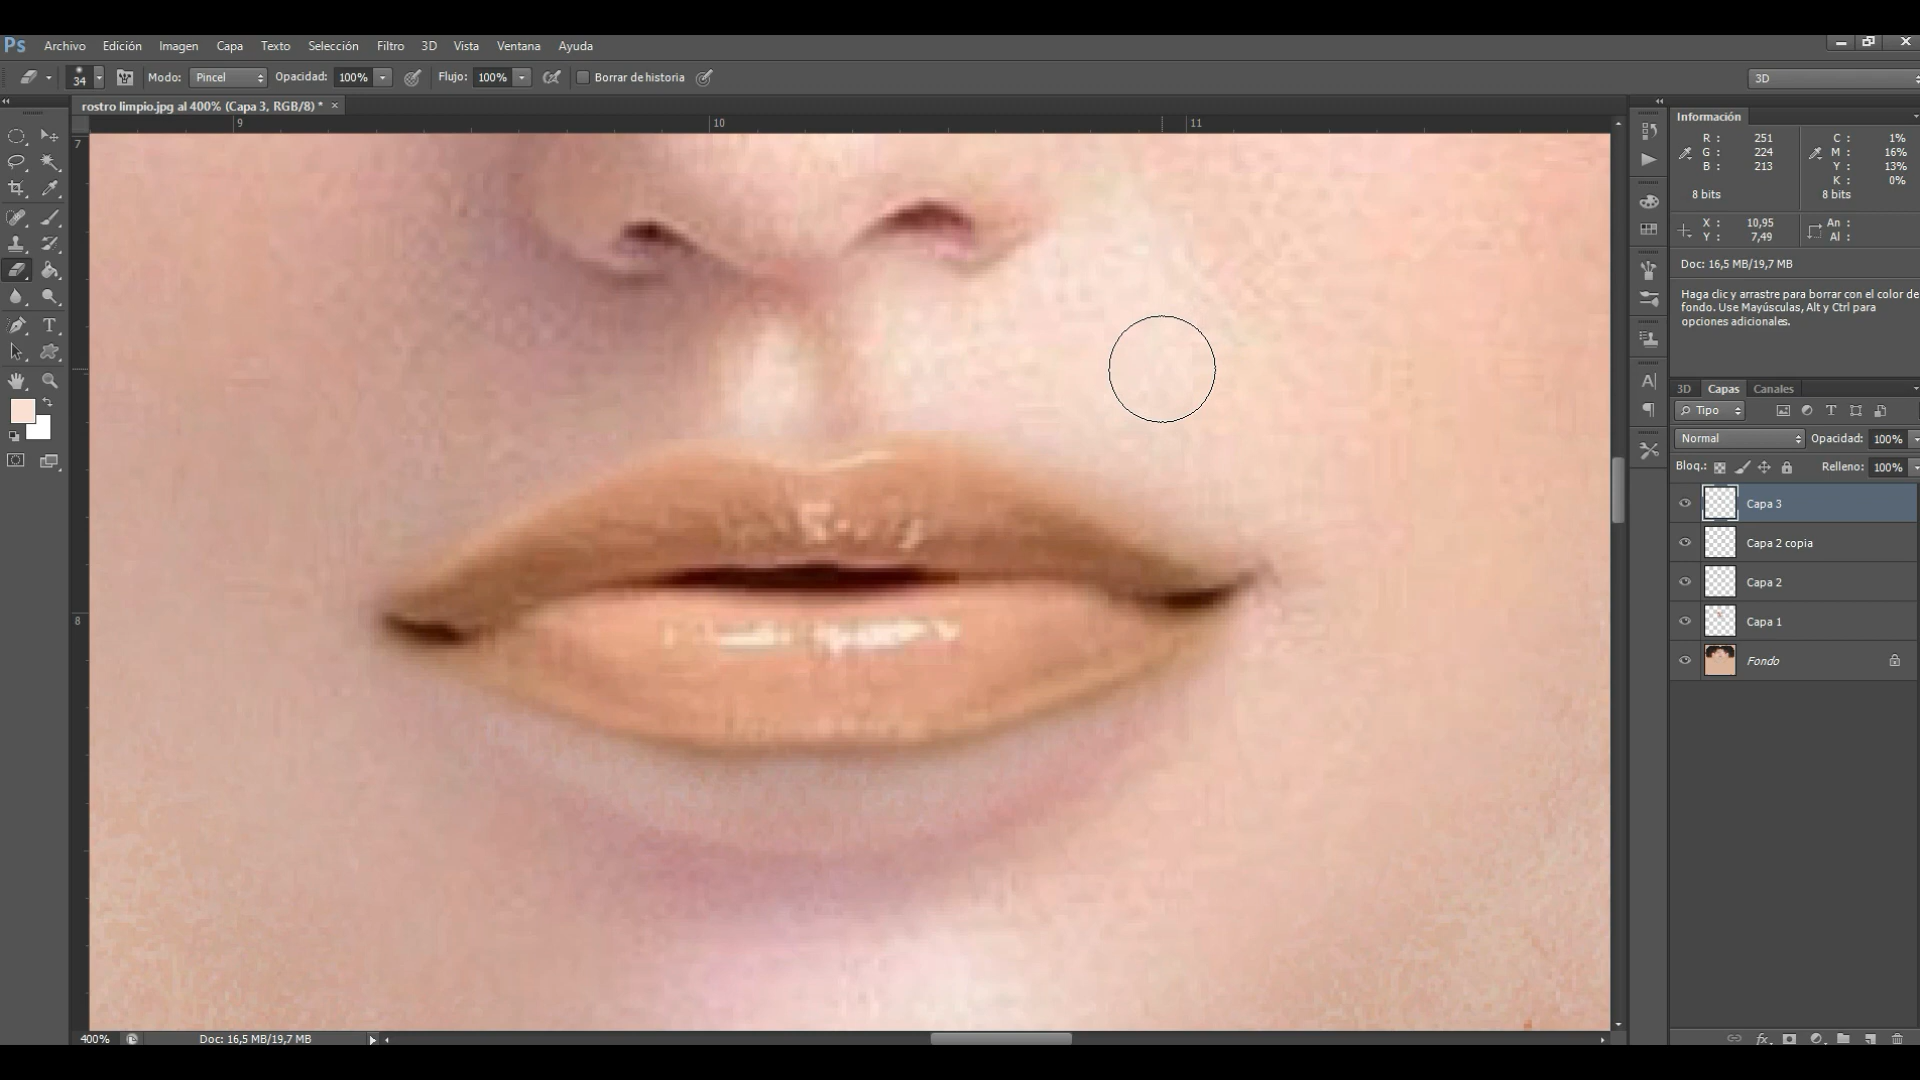 Ps Archivo Edición Imagen Capa Texto Selección Filtro 3D Vista Ventana Ayuda
34 Modo: Pincel Opacidad: 100% Flujo: 100% Borrar de historia 3D
rostro limpio.jpg al 400% (Capa 3, RGB/8) * ×
9 10 11
7
8
Información
R : 251 C : 1%
G : 224 M : 16%
B : 213 Y : 13%
K : 0%
8 bits 8 bits
X : 10,95 An :
Y : 7,49 Al :
Doc: 16,5 MB/19,7 MB
Haga clic y arrastre para borrar con el color de
fondo. Use Mayúsculas, Alt y Ctrl para
opciones adicionales.
3D Capas Canales
Tipo
Normal Opacidad: 100%
Bloq.: Relleno: 100%
Capa 3
Capa 2 copia
Capa 2
Capa 1
Fondo
400% Doc: 16,5 MB/19,7 MB
fx